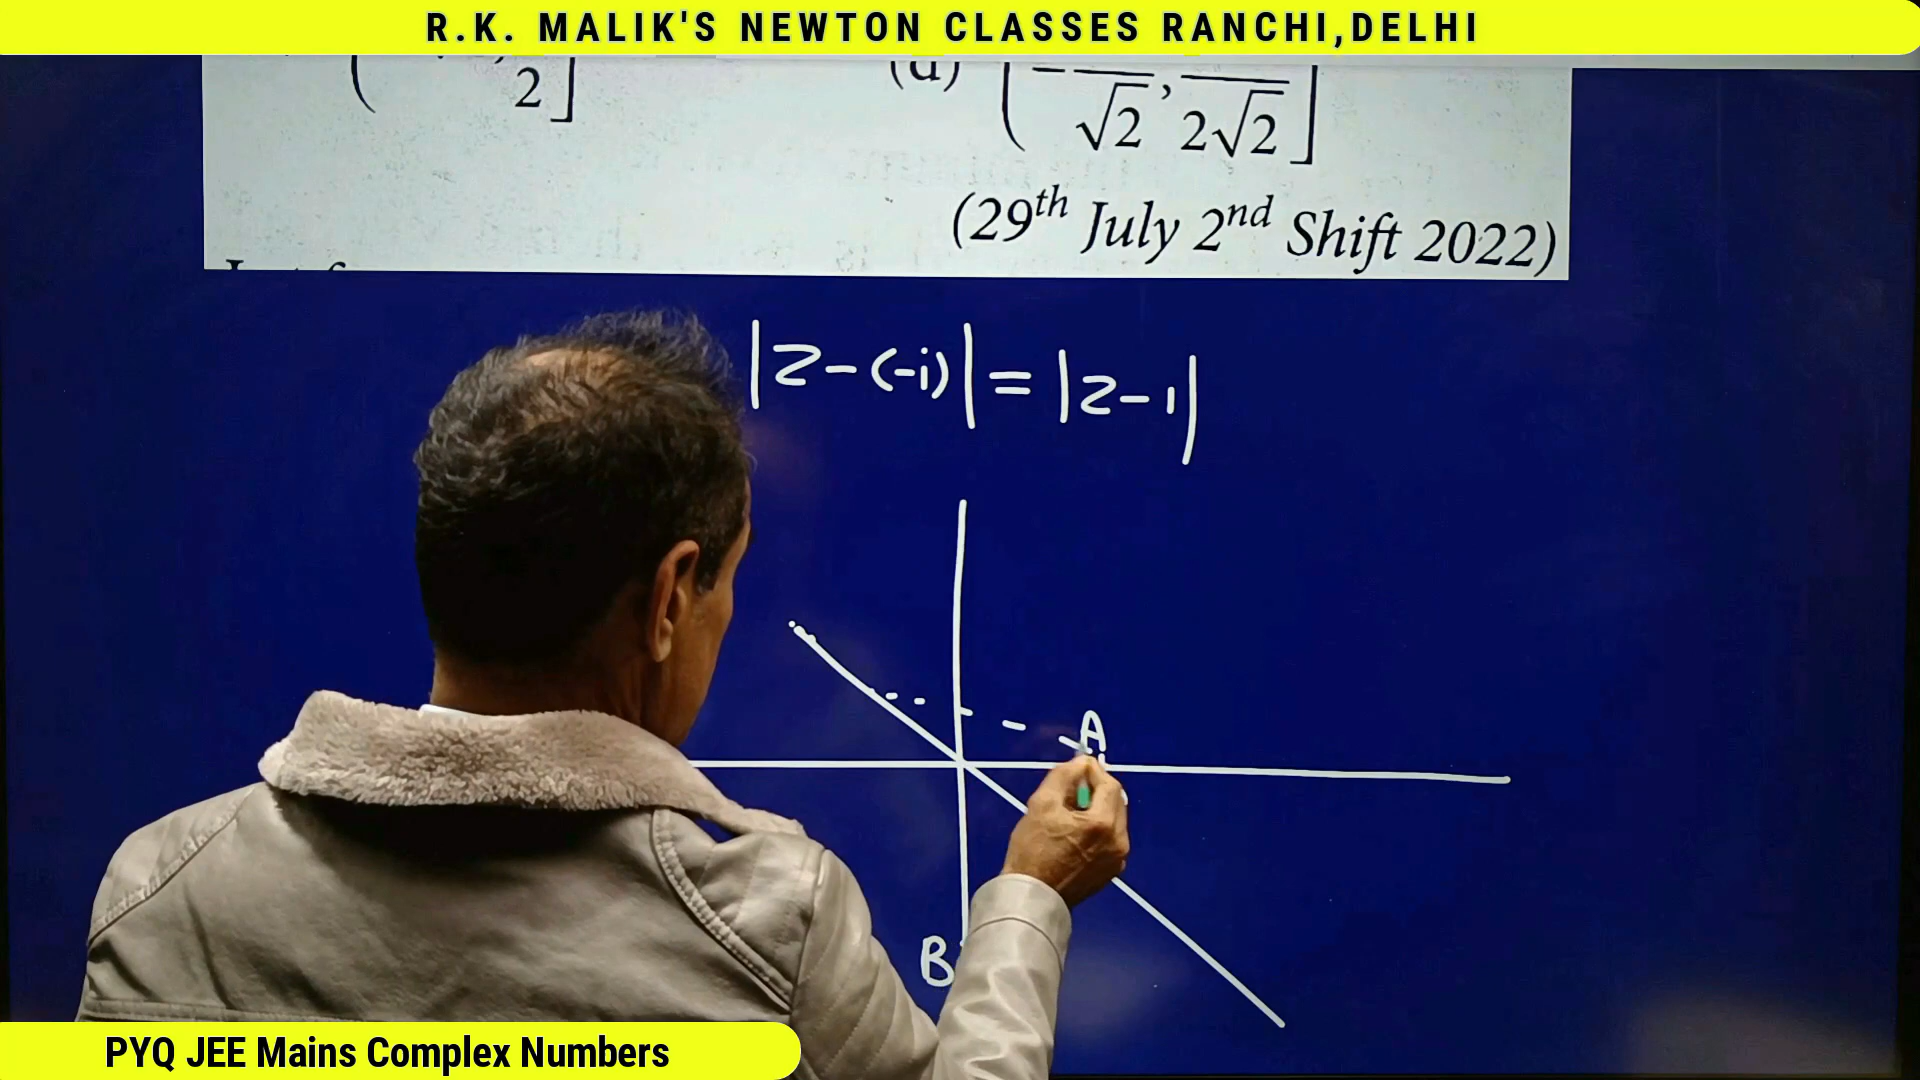 R.K. MALIK'S NEWTON CLASSES RANCHI,DELHI
2]
(d) (-/√2, /2√2]
(29th July 2nd Shift 2022)
|z-(-i)| = |z-1|
A
B
PYQ JEE Mains Complex Numbers